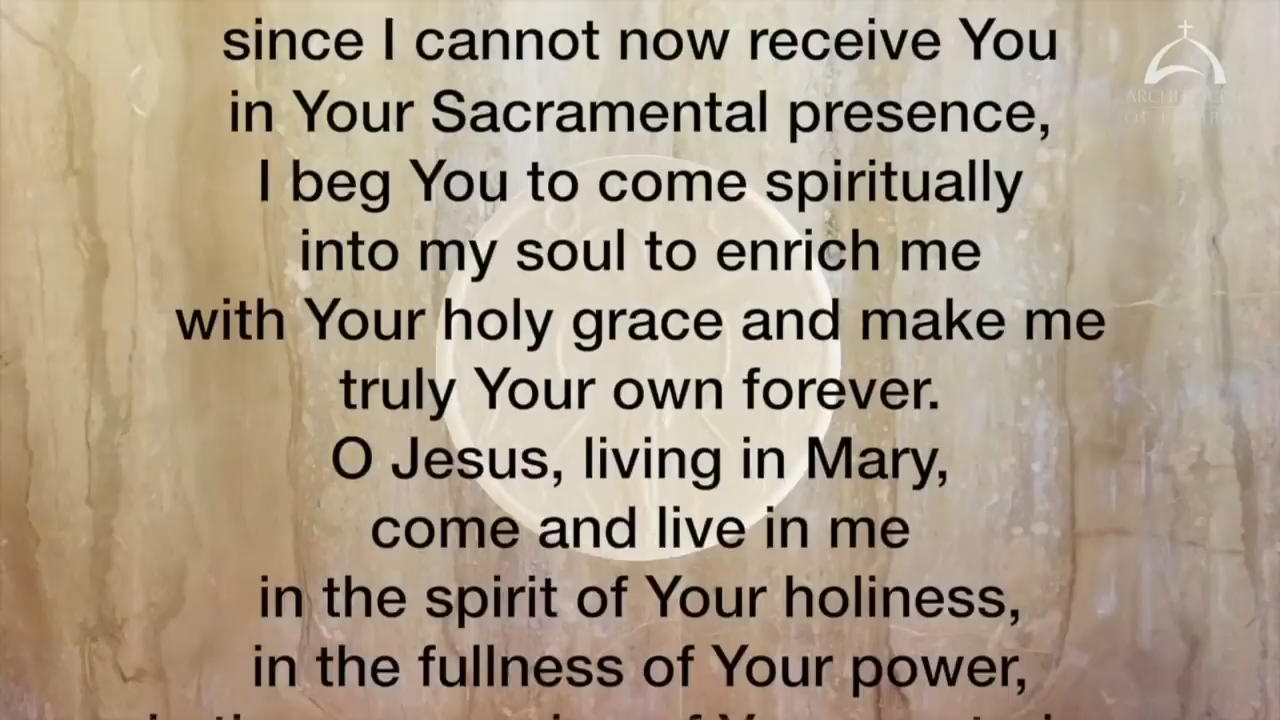 since I cannot now receive You
in Your Sacramental presence,
I beg You to come spiritually
into my soul to enrich me
with Your holy grace and make me
truly Your own forever.
O Jesus, living in Mary,
come and live in me
in the spirit of Your holiness,
in the fullness of Your power,